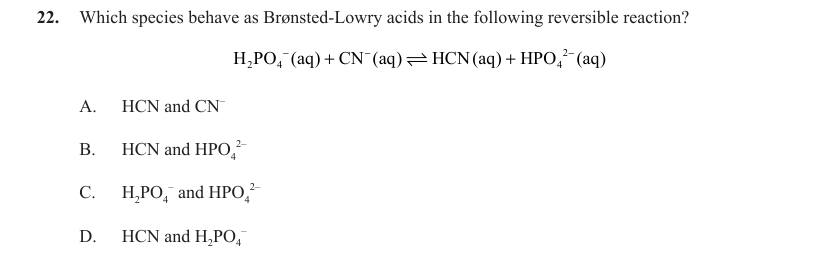 22. Which species behave as Brønsted-Lowry acids in the following reversible reaction?
H₂PO₄⁻(aq) + CN⁻(aq) ⇌ HCN(aq) + HPO₄²⁻(aq)
A. HCN and CN⁻
B. HCN and HPO₄²⁻
C. H₂PO₄⁻ and HPO₄²⁻
D. HCN and H₂PO₄⁻